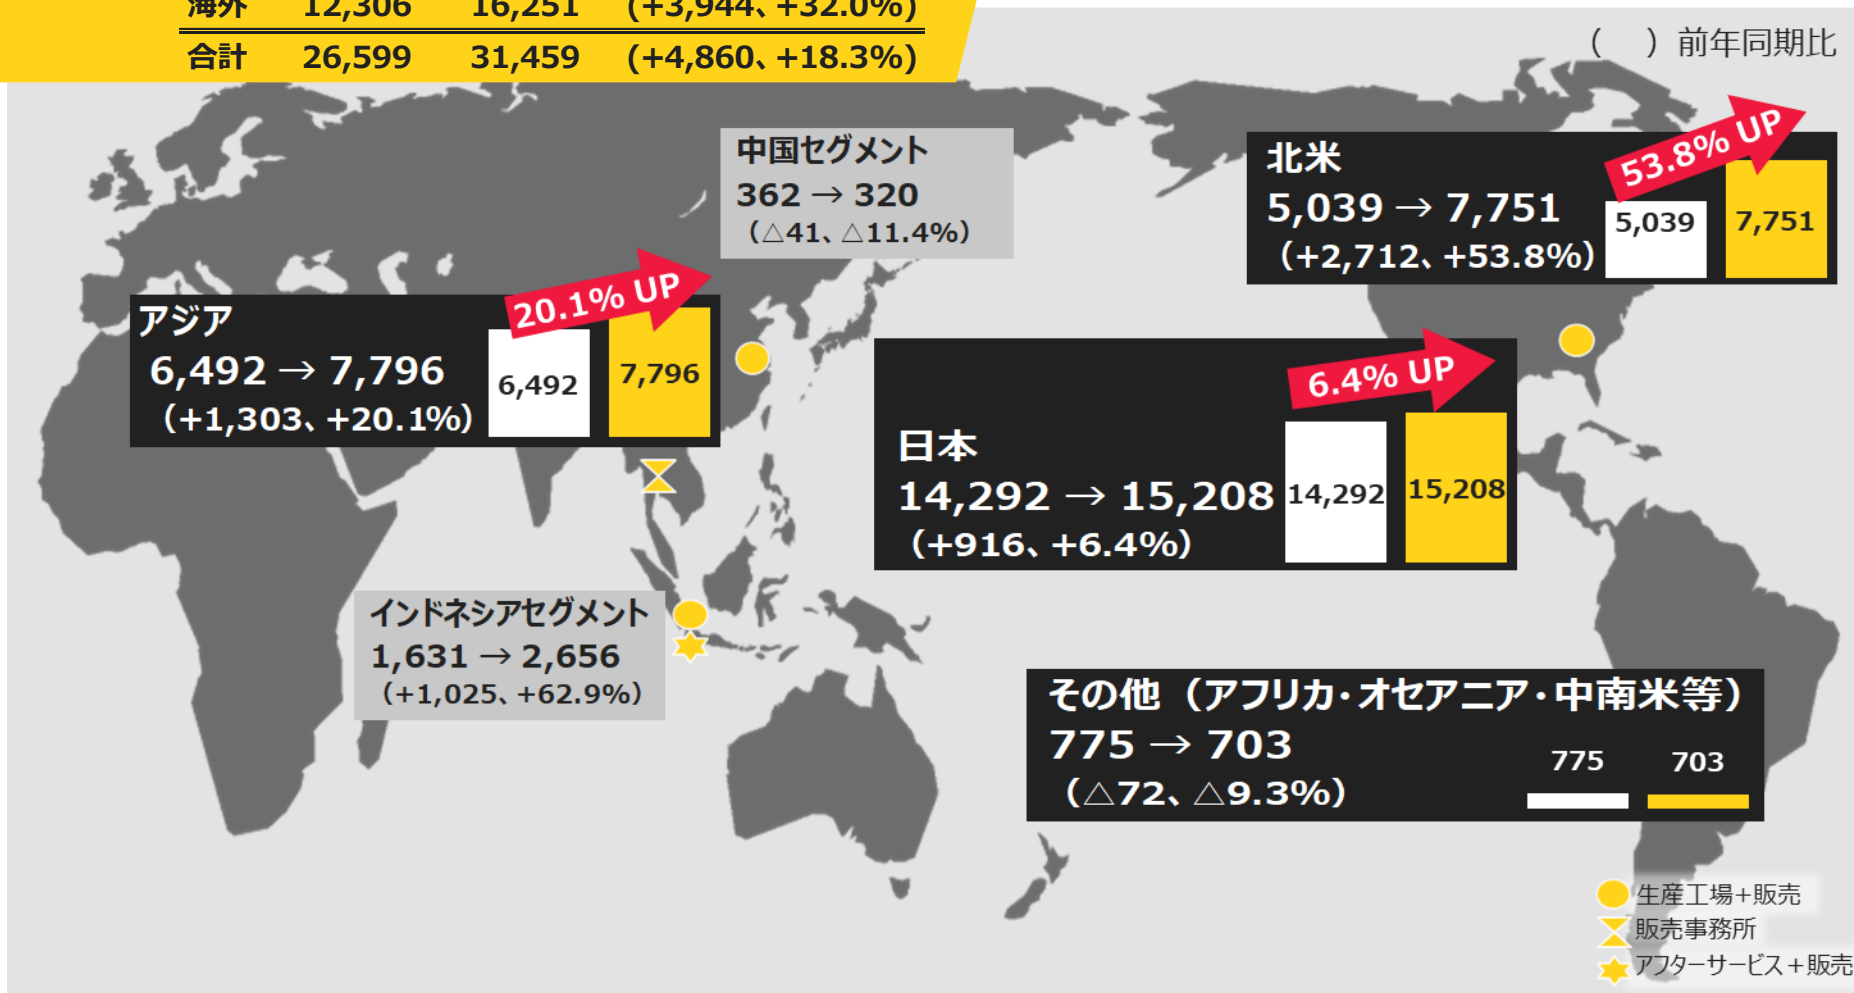 海外 12,306 16,251 (+3,944、+32.0%)
合計 26,599 31,459 (+4,860、+18.3%)
（　）前年同期比
中国セグメント
362 → 320
（△41、△11.4%）
北米
5,039 → 7,751
（+2,712、+53.8%）
53.8% UP
5,039
7,751
アジア
6,492 → 7,796
（+1,303、+20.1%）
20.1% UP
6,492
7,796
日本
14,292 → 15,208
（+916、+6.4%）
6.4% UP
14,292
15,208
インドネシアセグメント
1,631 → 2,656
（+1,025、+62.9%）
その他（アフリカ・オセアニア・中南米等）
775 → 703
（△72、△9.3%）
775
703
生産工場+販売
販売事務所
アフターサービス+販売